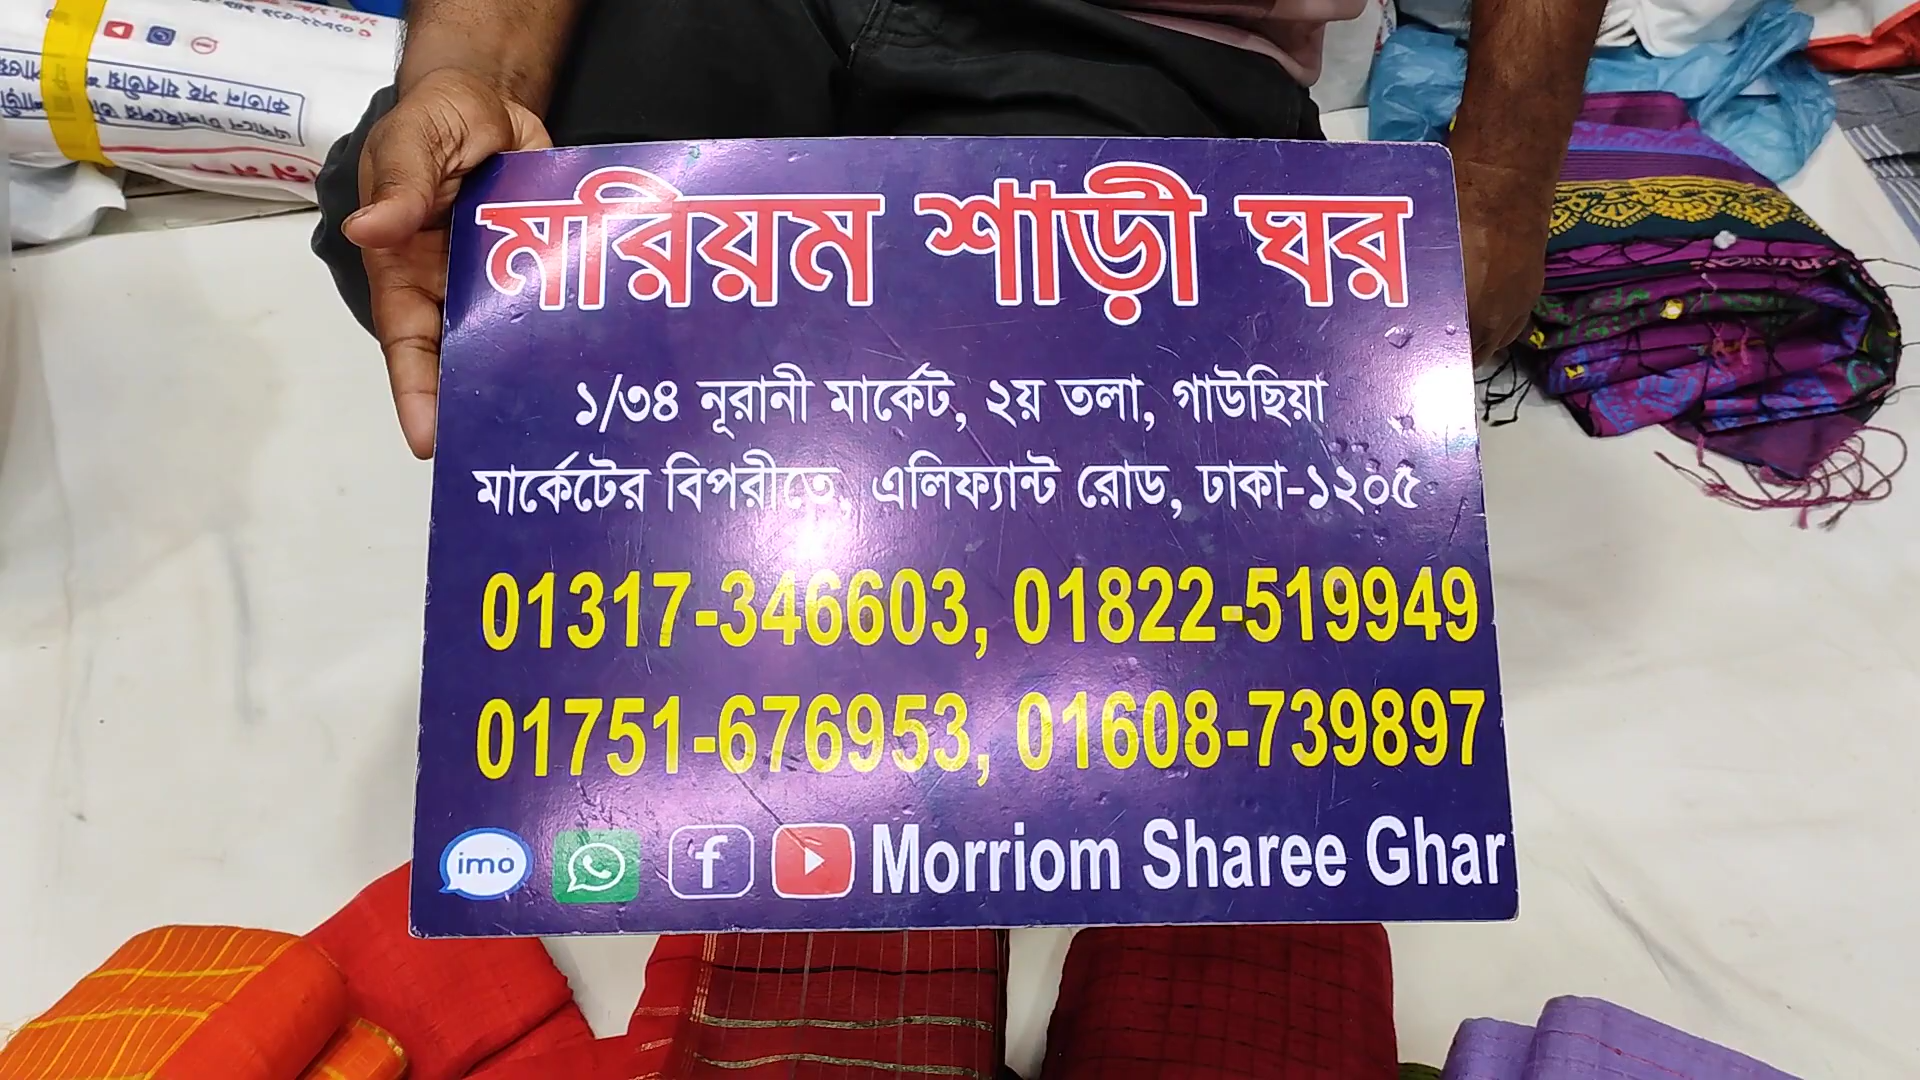 মরিয়ম শাড়ী ঘর
১/৩৪ নূরানী মার্কেট, ২য় তলা, গাউছিয়া
মার্কেটের বিপরীতে, এলিফ্যান্ট রোড, ঢাকা-১২০৫
01317-346603, 01822-519949
01751-676953, 01608-739897
imo Morriom Sharee Ghar